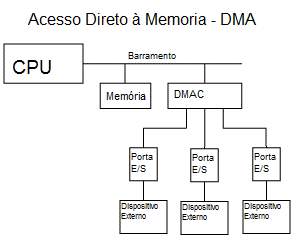 Acesso Direto à Memoria - DMA
Barramento
CPU
Memória
DMAC
Porta
E/S
Porta
E/S
Porta
E/S
Dispositivo
Externo
Dispositivo
Externo
Dispositivo
Externo